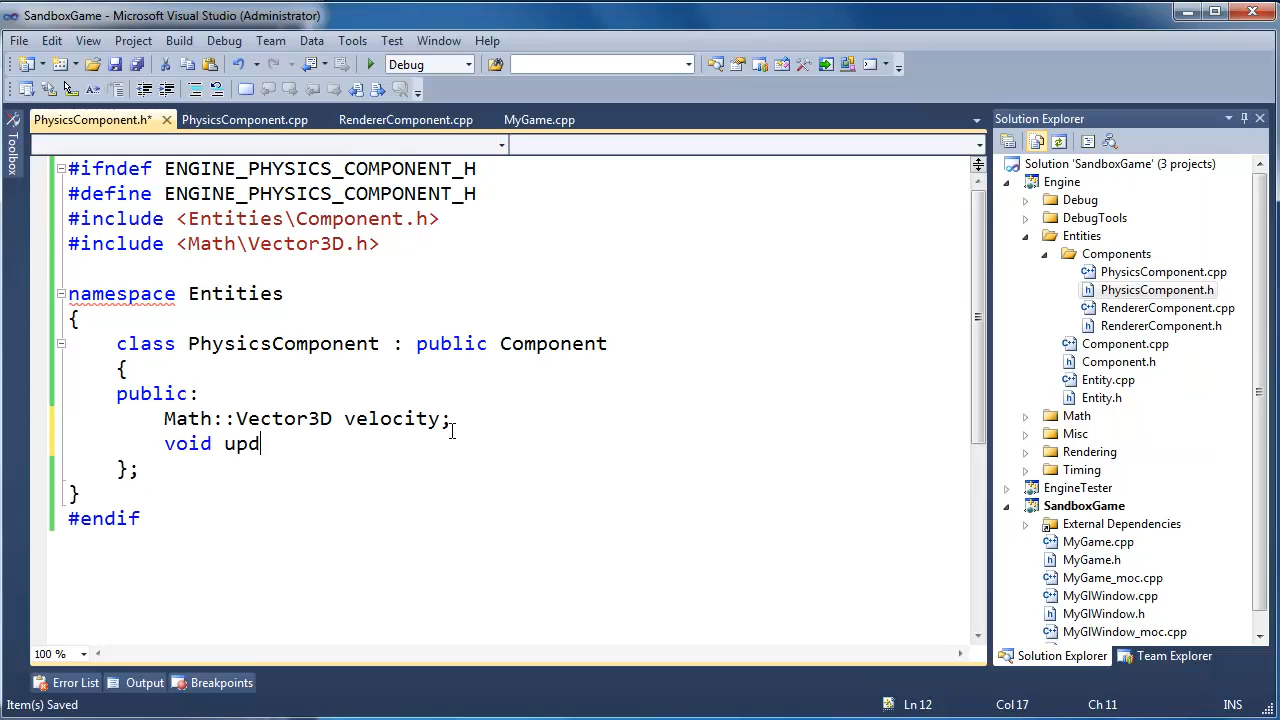 SandboxGame - Microsoft Visual Studio (Administrator)
File Edit View Project Build Debug Team Data Tools Test Window Help
Debug
PhysicsComponent.h* PhysicsComponent.cpp RendererComponent.cpp MyGame.cpp
Toolbox
#ifndef ENGINE_PHYSICS_COMPONENT_H
#define ENGINE_PHYSICS_COMPONENT_H
#include <Entities\Component.h>
#include <Math\Vector3D.h>
namespace Entities
{
class PhysicsComponent : public Component
{
public:
Math::Vector3D velocity;
void upd
};
}
#endif
100 %
Solution Explorer
Solution 'SandboxGame' (3 projects)
Engine
Debug
DebugTools
Entities
Components
PhysicsComponent.cpp
PhysicsComponent.h
RendererComponent.cpp
RendererComponent.h
Component.cpp
Component.h
Entity.cpp
Entity.h
Math
Misc
Rendering
Timing
EngineTester
SandboxGame
External Dependencies
MyGame.cpp
MyGame.h
MyGame_moc.cpp
MyGlWindow.cpp
MyGlWindow.h
MyGlWindow_moc.cpp
Solution Explorer Team Explorer
Error List Output Breakpoints
Item(s) Saved Ln 12 Col 17 Ch 11 INS